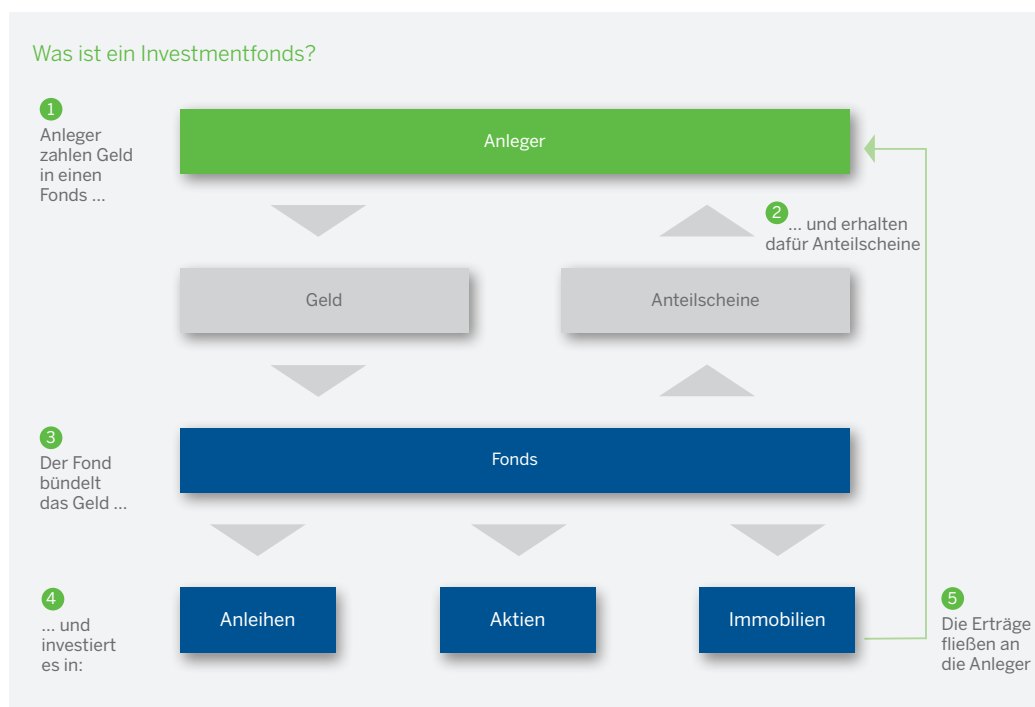 Was ist ein Investmentfonds?
1
Anleger
zahlen Geld
in einen
Fonds ...
Anleger
2
... und erhalten
dafür Anteilscheine
Geld
Anteilscheine
3
Der Fond
bündelt
das Geld ...
Fonds
4
... und
investiert
es in:
Anleihen
Aktien
Immobilien
5
Die Erträge
fließen an
die Anleger